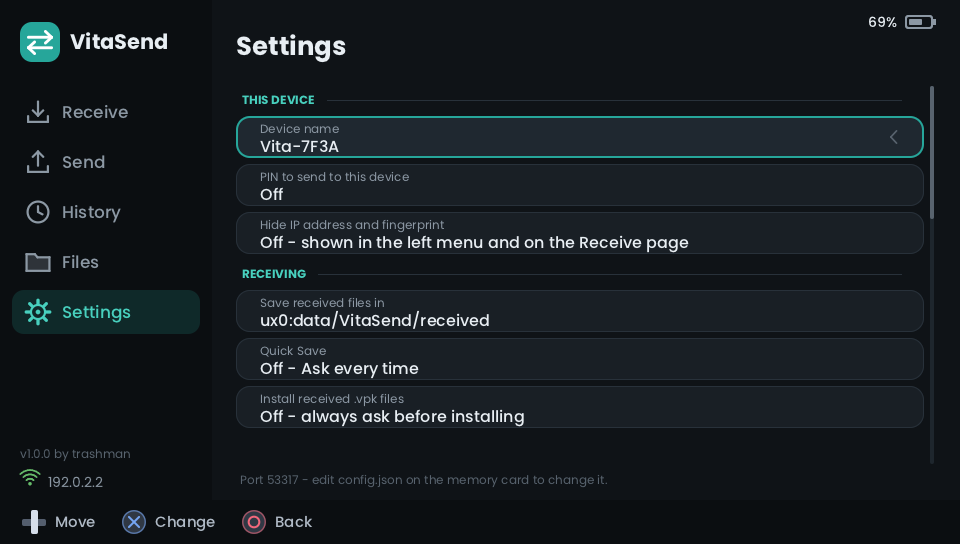 VitaSend
69%
Settings
Receive
Send
History
Files
Settings
THIS DEVICE
Device name
Vita-7F3A
PIN to send to this device
Off
Hide IP address and fingerprint
Off - shown in the left menu and on the Receive page
RECEIVING
Save received files in
ux0:data/VitaSend/received
Quick Save
Off - Ask every time
Install received .vpk files
Off - always ask before installing
v1.0.0 by trashman
192.0.2.2
Port 53317 - edit config.json on the memory card to change it.
Move
Change
Back